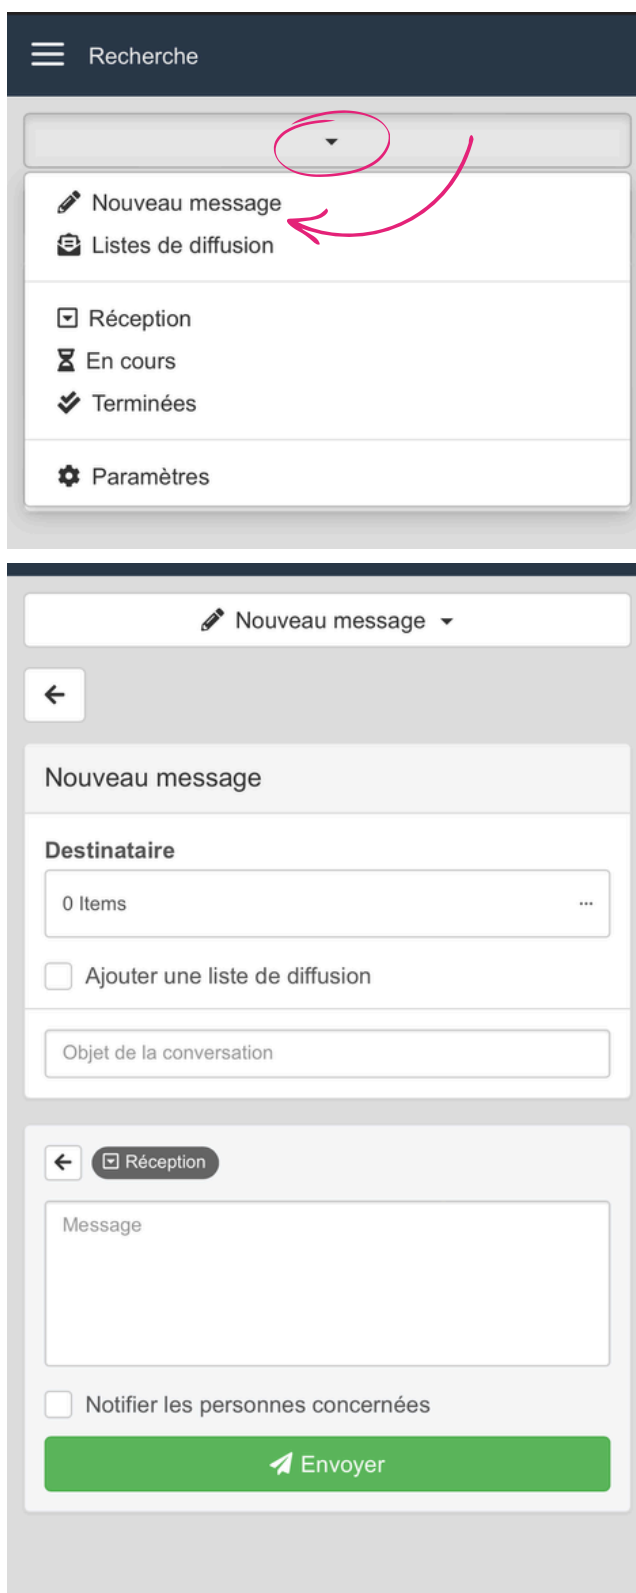 Recherche
Nouveau message
Listes de diffusion
Réception
En cours
Terminées
Paramètres
Nouveau message
Nouveau message
Destinataire
0 Items ...
Ajouter une liste de diffusion
Objet de la conversation
Réception
Message
Notifier les personnes concernées
Envoyer